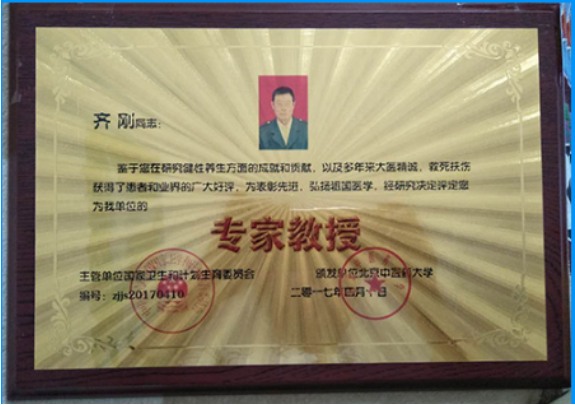 齐刚同志:
鉴于您在研究健性养生方面的成就和贡献，以及多年来大医精诚，救死扶伤
获得了患者和业界的广大好评，为表彰先进，弘扬祖国医学，经研究决定评定您
为我单位的
专家教授
主管单位国家卫生和计划生育委员会 颁发单位北京中医药大学
编号: zjjs20170410 二零一七年四月十日